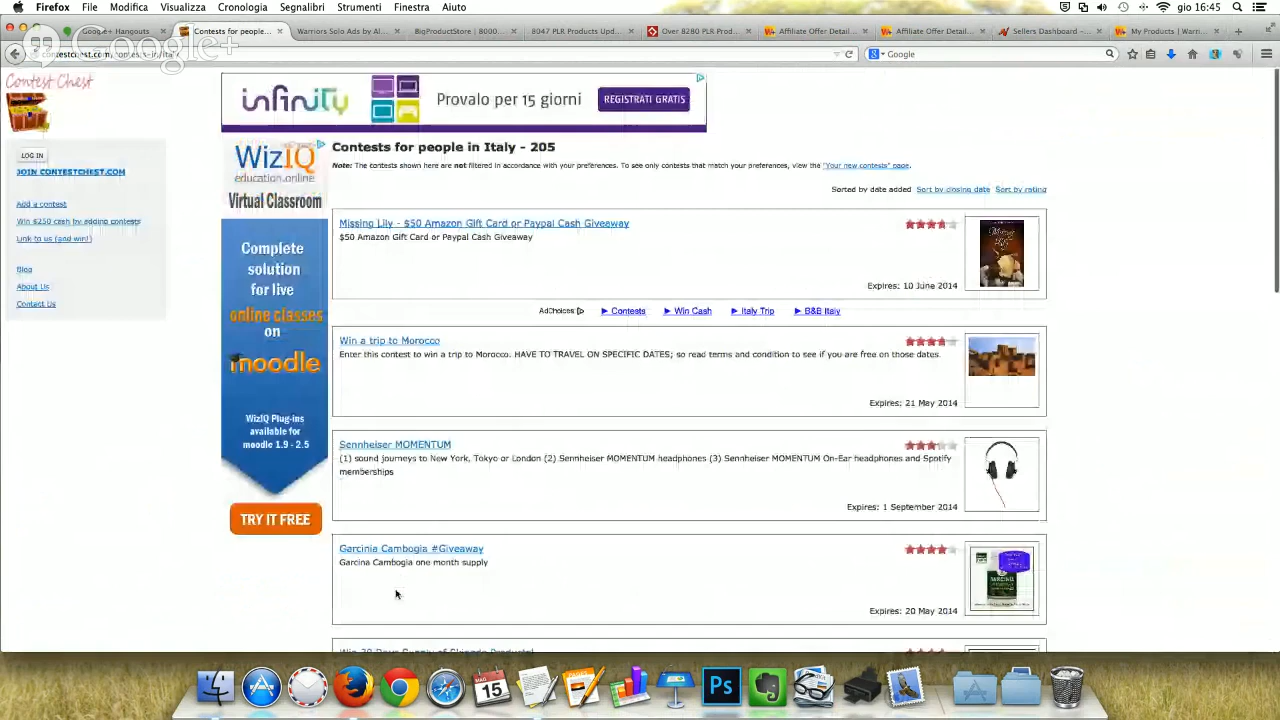 Firefox File Modifica Visualizza Cronologia Segnalibri Strumenti Finestra Aiuto gio 16:45
Google+ Hangouts Contests for people... Warriors Solo Ads by Al... BigProductStore | 8000... 8047 PLR Products Upd... Over 8280 PLR Prod... Affiliate Offer Detail... Affiliate Offer Detail... Sellers Dashboard – ... My Products | Warri...
Google+
Google
Contest Chest
infinity Provalo per 15 giorni REGISTRATI GRATIS
LOG IN
JOIN CONTESTCHEST.COM
Add a contest
Win $250 cash by adding contests
Link to us (and win!)
Blog
About Us
Contact Us
WizIQ
education.online
Virtual Classroom
Complete
solution
for live
online classes
on
moodle
WizIQ Plug-ins
available for
moodle 1.9 - 2.5
TRY IT FREE
Contests for people in Italy - 205
Note: The contests shown here are not filtered in accordance with your preferences. To see only contests that match your preferences, view the "Your new contests" page.
Sorted by date added Sort by closing date Sort by rating
Missing Lily - $50 Amazon Gift Card or Paypal Cash Giveaway
$50 Amazon Gift Card or Paypal Cash Giveaway
Expires: 10 June 2014
AdChoices Contests Win Cash Italy Trip B&B Italy
Win a trip to Morocco
Enter this contest to win a trip to Morocco. HAVE TO TRAVEL ON SPECIFIC DATES; so read terms and condition to see if you are free on those dates.
Expires: 21 May 2014
Sennheiser MOMENTUM
(1) sound journeys to New York, Tokyo or London (2) Sennheiser MOMENTUM headphones (3) Sennheiser MOMENTUM On-Ear headphones and Spotify
memberships
Expires: 1 September 2014
Garcinia Cambogia #Giveaway
Garcina Cambogia one month supply
Expires: 20 May 2014
MAG
15
Ps